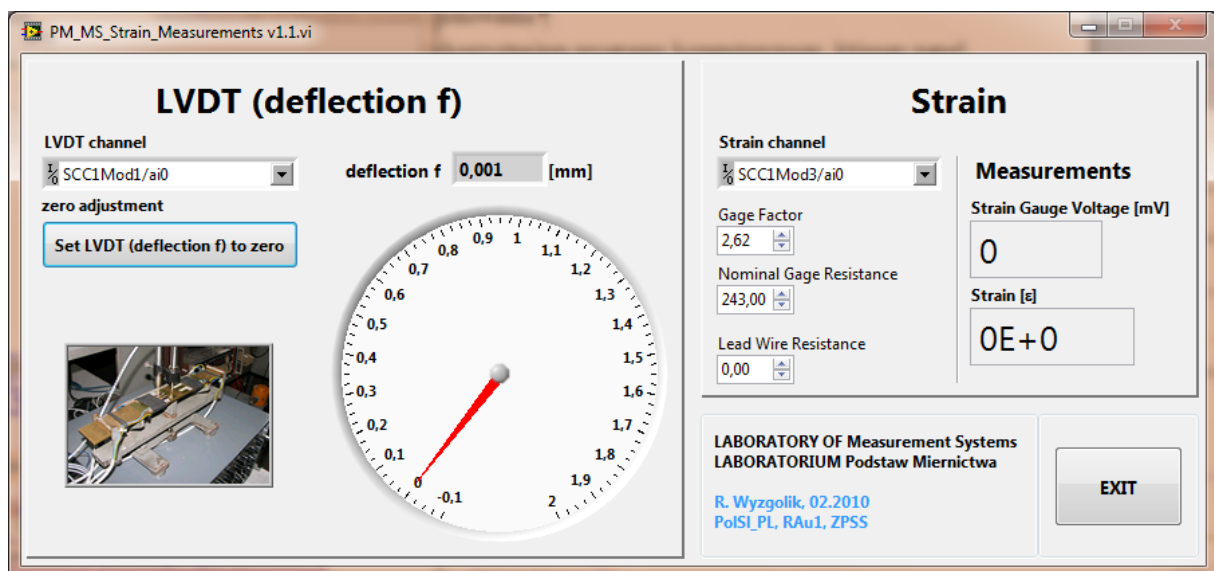 PM_MS_Strain_Measurements v1.1.vi
LVDT (deflection f)
LVDT channel
SCC1Mod1/ai0
zero adjustment
Set LVDT (deflection f) to zero
deflection f 0,001 [mm]
-0,1
0
0,1
0,2
0,3
0,4
0,5
0,6
0,7
0,8
0,9
1
1,1
1,2
1,3
1,4
1,5
1,6
1,7
1,8
1,9
2
Strain
Strain channel
SCC1Mod3/ai0
Gage Factor
2,62
Nominal Gage Resistance
243,00
Lead Wire Resistance
0,00
Measurements
Strain Gauge Voltage [mV]
0
Strain [ε]
0E+0
LABORATORY OF Measurement Systems
LABORATORIUM Podstaw Miernictwa
R. Wyzgolik, 02.2010
PolSl_PL, RAu1, ZPSS
EXIT